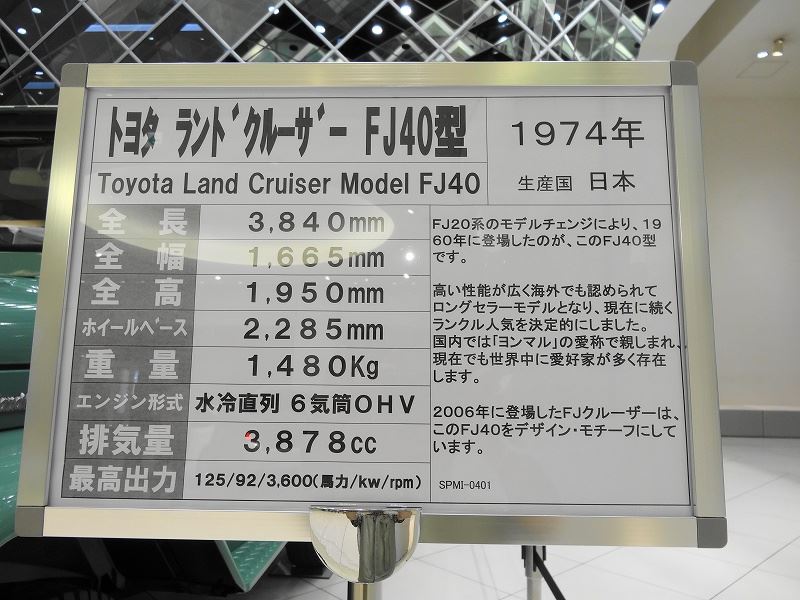 トヨタ ランドクルーザー FJ40型
1974年
Toyota Land Cruiser Model FJ40
生産国 日本
全長 3,840mm
全幅 1,665mm
全高 1,950mm
ホイールベース 2,285mm
重量 1,480Kg
エンジン形式 水冷直列 6気筒OHV
排気量 3,878cc
最高出力 125/92/3,600(馬力/kw/rpm)
FJ20系のモデルチェンジにより、19
60年に登場したのが、このFJ40型
です。
高い性能が広く海外でも認められて
ロングセラーモデルとなり、現在に続く
ランクル人気を決定的にしました。
国内では「ヨンマル」の愛称で親しまれ、
現在でも世界中に愛好家が多く存在
します。
2006年に登場したFJクルーザーは、
このFJ40をデザイン・モチーフにして
います。
SPMI-0401